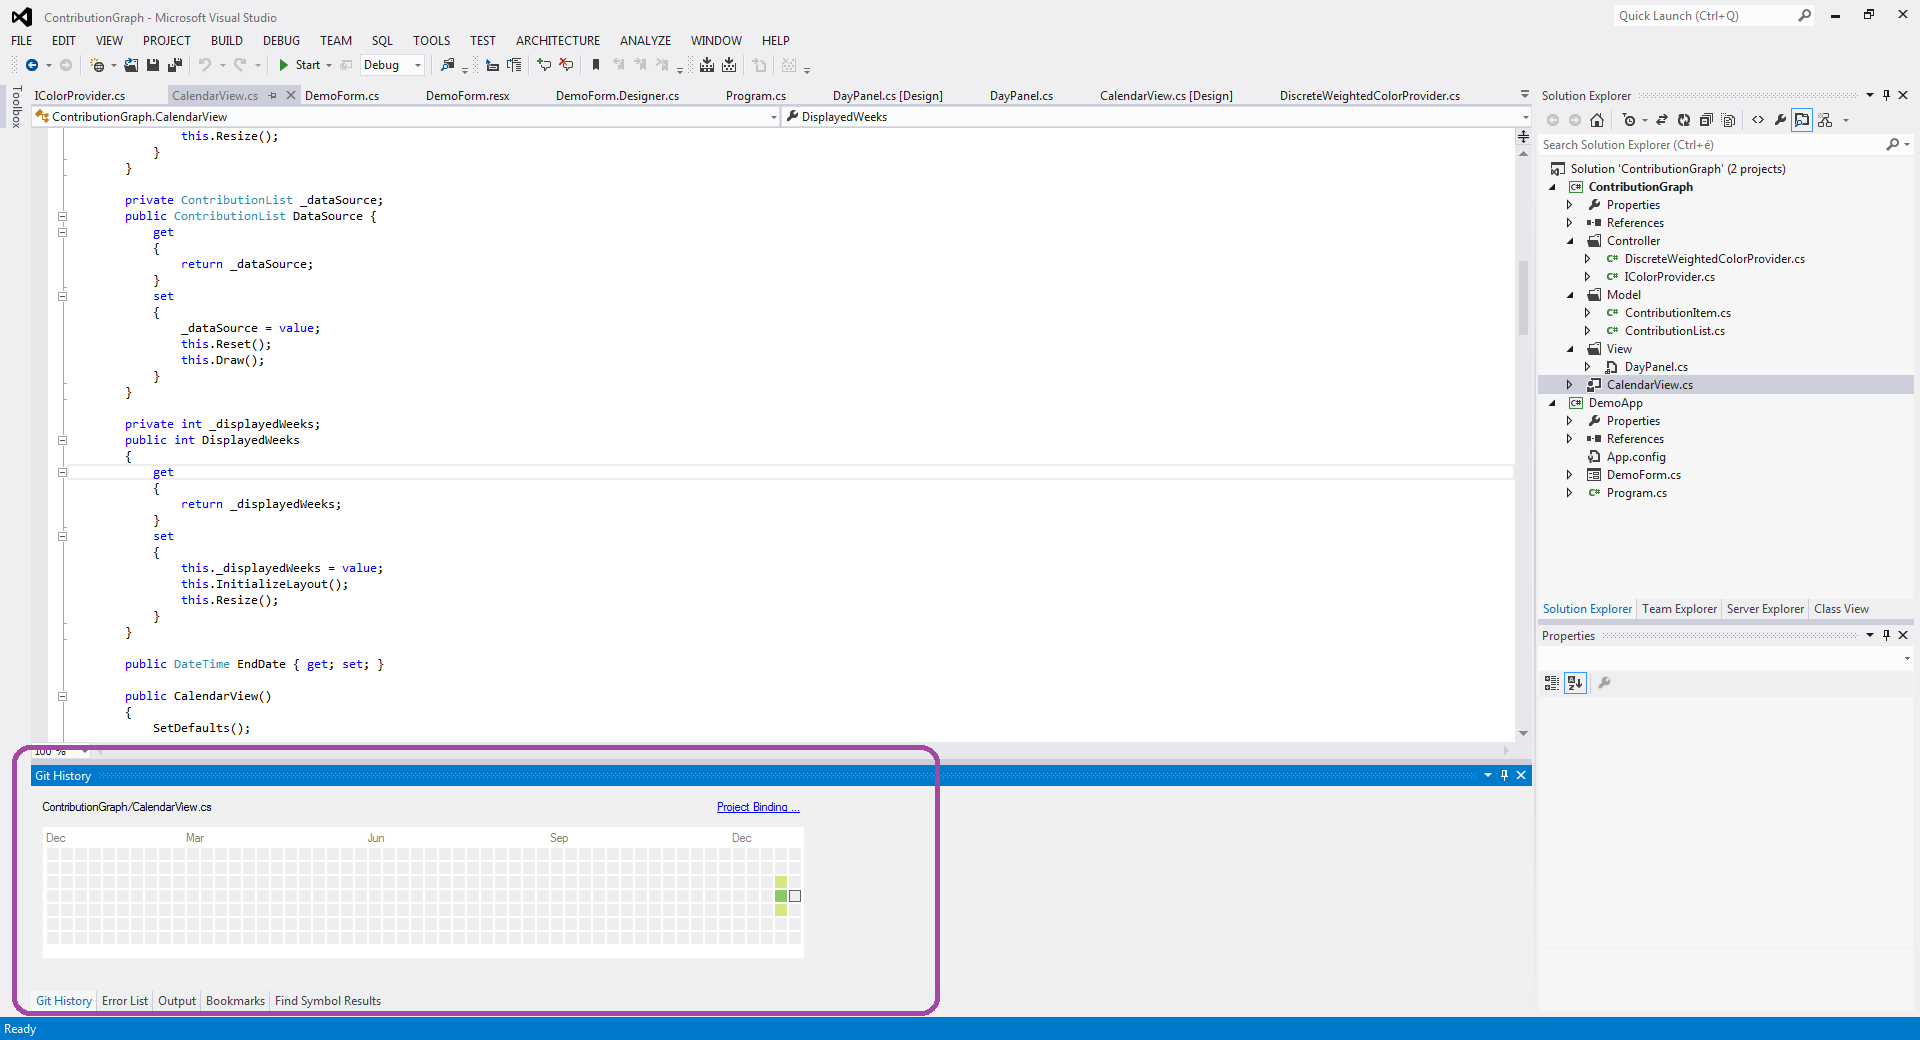 ContributionGraph - Microsoft Visual Studio
Quick Launch (Ctrl+Q)
FILE EDIT VIEW PROJECT BUILD DEBUG TEAM SQL TOOLS TEST ARCHITECTURE ANALYZE WINDOW HELP
Start Debug
Toolbox
IColorProvider.cs CalendarView.cs DemoForm.cs DemoForm.resx DemoForm.Designer.cs Program.cs DayPanel.cs [Design] DayPanel.cs CalendarView.cs [Design] DiscreteWeightedColorProvider.cs
ContributionGraph.CalendarView DisplayedWeeks
this.Resize();
}
}
private ContributionList _dataSource;
public ContributionList DataSource {
get
{
return _dataSource;
}
set
{
_dataSource = value;
this.Reset();
this.Draw();
}
}
private int _displayedWeeks;
public int DisplayedWeeks
{
get
{
return _displayedWeeks;
}
set
{
this._displayedWeeks = value;
this.InitializeLayout();
this.Resize();
}
}
public DateTime EndDate { get; set; }
public CalendarView()
{
SetDefaults();
100 %
Git History
ContributionGraph/CalendarView.cs
Project Binding ...
Dec Mar Jun Sep Dec
Git History Error List Output Bookmarks Find Symbol Results
Ready
Solution Explorer
Search Solution Explorer (Ctrl+é)
Solution 'ContributionGraph' (2 projects)
C# ContributionGraph
Properties
References
Controller
C# DiscreteWeightedColorProvider.cs
C# IColorProvider.cs
Model
C# ContributionItem.cs
C# ContributionList.cs
View
DayPanel.cs
CalendarView.cs
C# DemoApp
Properties
References
App.config
DemoForm.cs
C# Program.cs
Solution Explorer Team Explorer Server Explorer Class View
Properties